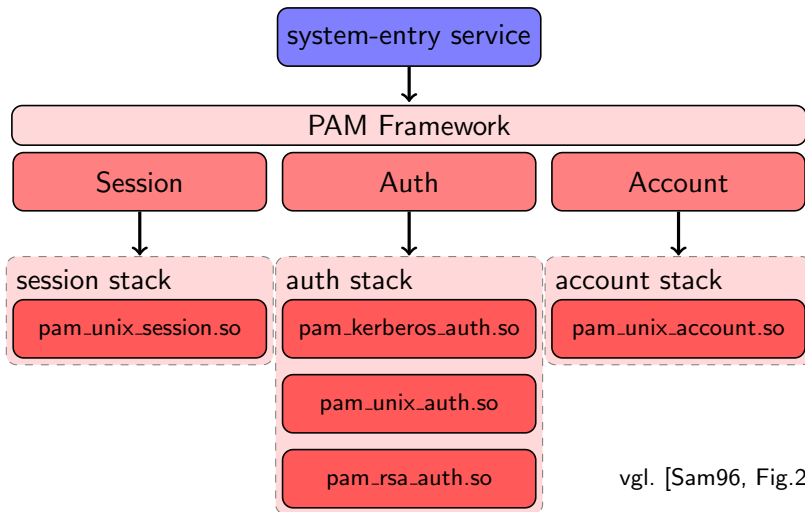 system-entry service
PAM Framework
Session
Auth
Account
session stack
auth stack
account stack
pam_unix_session.so
pam_kerberos_auth.so
pam_unix_account.so
pam_unix_auth.so
pam_rsa_auth.so
vgl. [Sam96, Fig.2